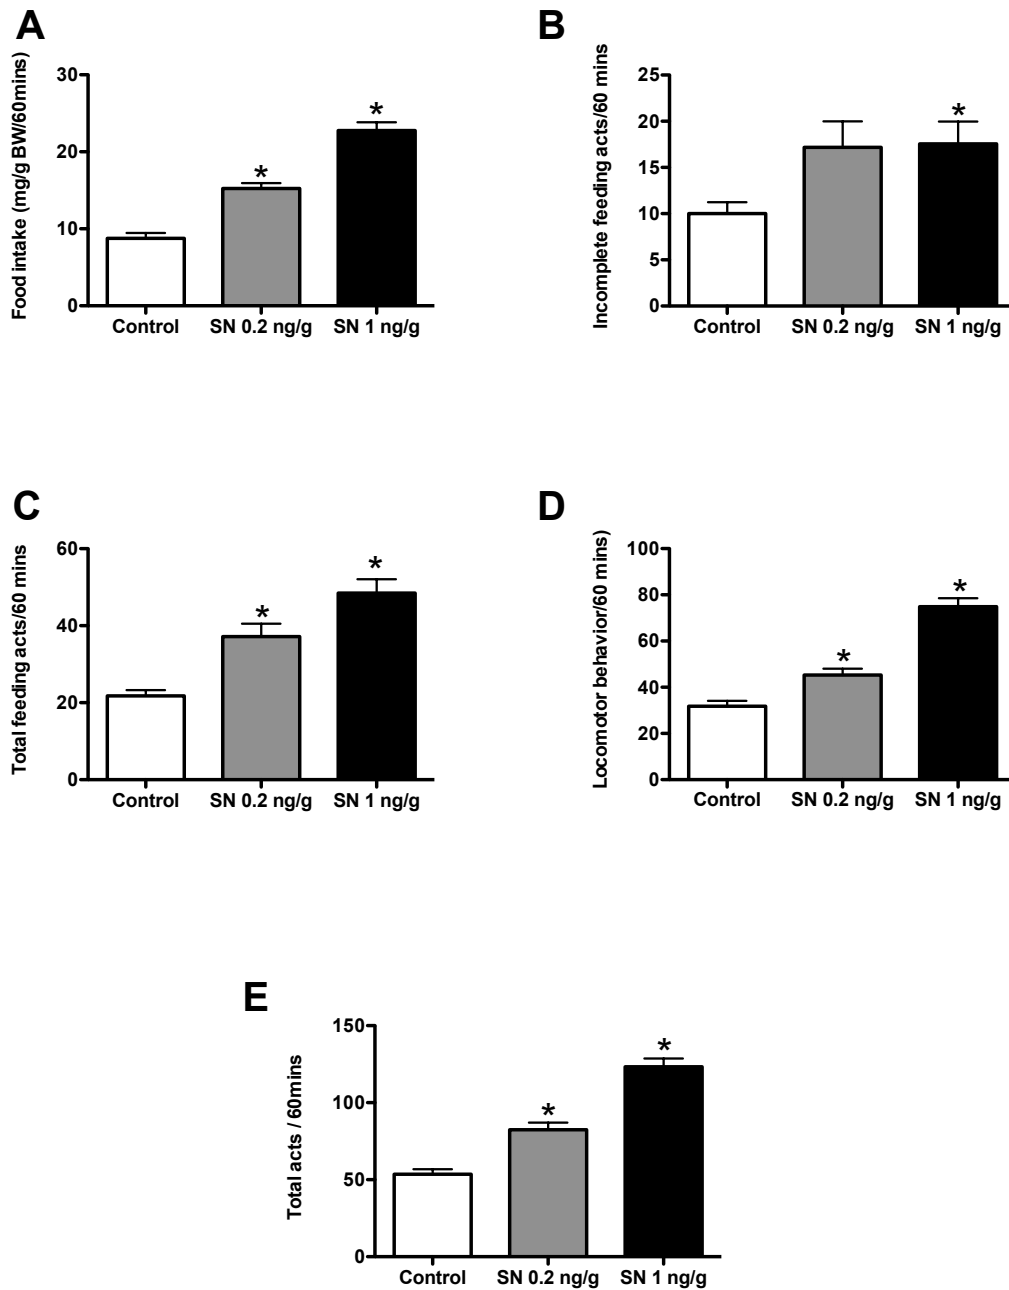 A
Food intake (mg/g BW/60mins)
30
20
10
0
*
*
Control SN 0.2 ng/g SN 1 ng/g
B
Incomplete feeding acts/60 mins
25
20
15
10
5
0
*
Control SN 0.2 ng/g SN 1 ng/g
C
Total feeding acts/60 mins
60
40
20
0
*
*
Control SN 0.2 ng/g SN 1 ng/g
D
Locomotor behavior/60 mins)
100
80
60
40
20
0
*
*
Control SN 0.2 ng/g SN 1 ng/g
E
Total acts / 60mins
150
100
50
0
*
*
Control SN 0.2 ng/g SN 1 ng/g